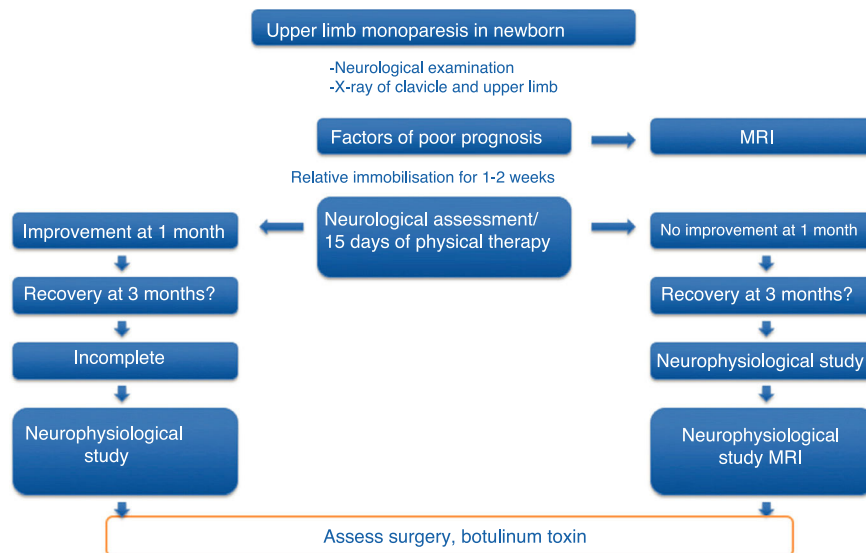 Upper limb monoparesis in newborn
-Neurological examination
-X-ray of clavicle and upper limb
Factors of poor prognosis
MRI
Relative immobilisation for 1-2 weeks
Neurological assessment/
15 days of physical therapy
Improvement at 1 month
No improvement at 1 month
Recovery at 3 months?
Recovery at 3 months?
Incomplete
Neurophysiological study
Neurophysiological
study
Neurophysiological
study MRI
Assess surgery, botulinum toxin